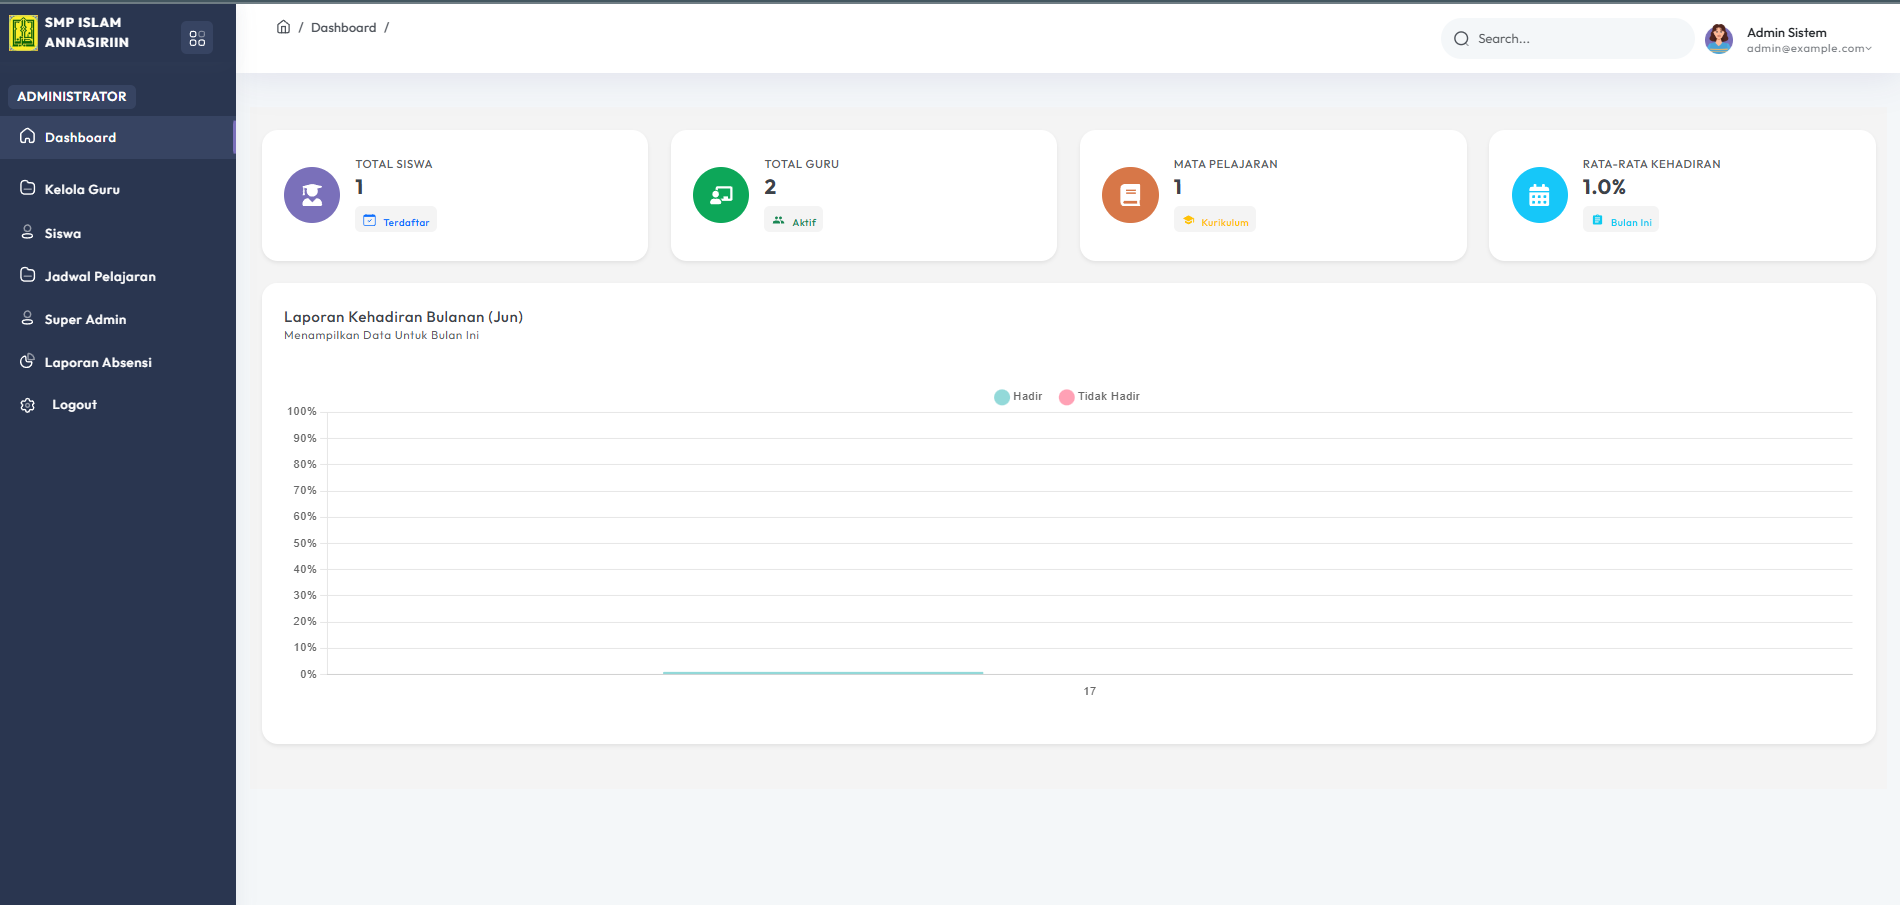 SMP ISLAM
ANNASIRIIN
ADMINISTRATOR
Dashboard
Kelola Guru
Siswa
Jadwal Pelajaran
Super Admin
Laporan Absensi
Logout
/ Dashboard /
Search...
Admin Sistem
admin@example.com
TOTAL SISWA
1
Terdaftar
TOTAL GURU
2
Aktif
MATA PELAJARAN
1
Kurikulum
RATA-RATA KEHADIRAN
1.0%
Bulan Ini
Laporan Kehadiran Bulanan (Jun)
Menampilkan Data Untuk Bulan Ini
Hadir Tidak Hadir
100%
90%
80%
70%
60%
50%
40%
30%
20%
10%
0%
17